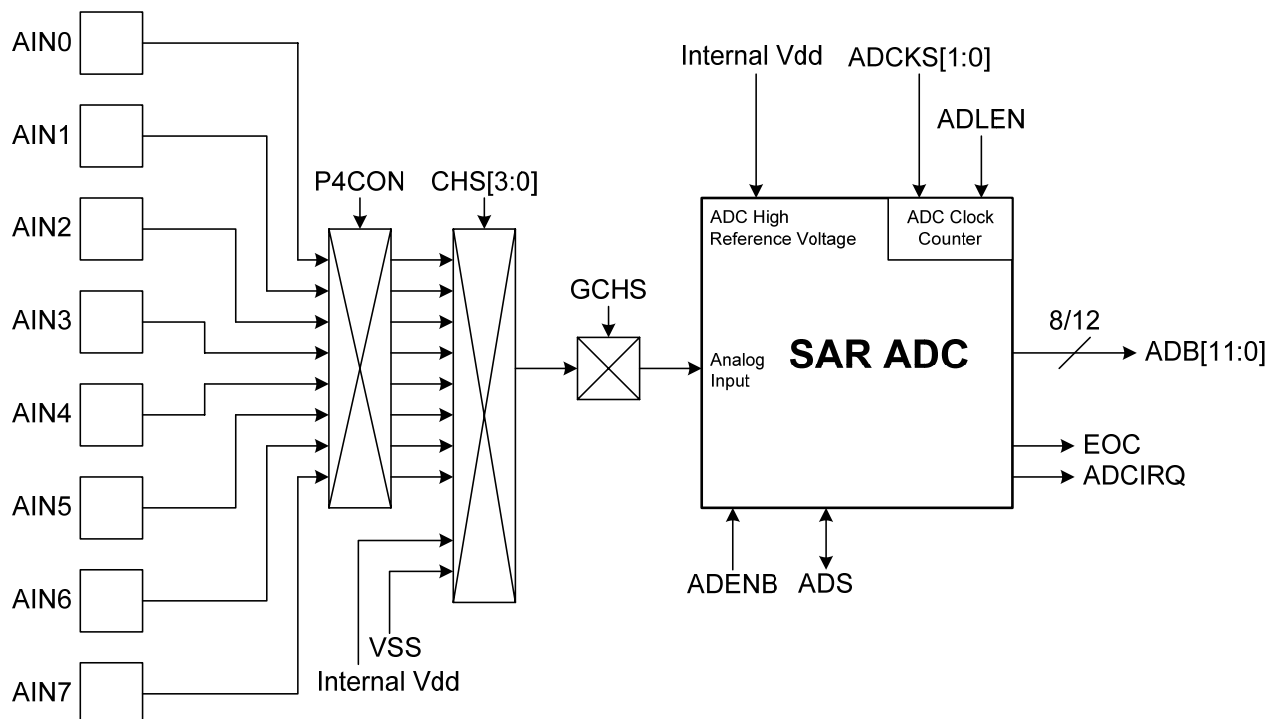 AIN0
AIN1
AIN2
AIN3
AIN4
AIN5
AIN6
AIN7
P4CON
CHS[3:0]
VSS
Internal Vdd
GCHS
Internal Vdd
ADCKS[1:0]
ADLEN
ADC High
Reference Voltage
ADC Clock
Counter
Analog
Input
SAR ADC
8/12
ADB[11:0]
EOC
ADCIRQ
ADENB
ADS